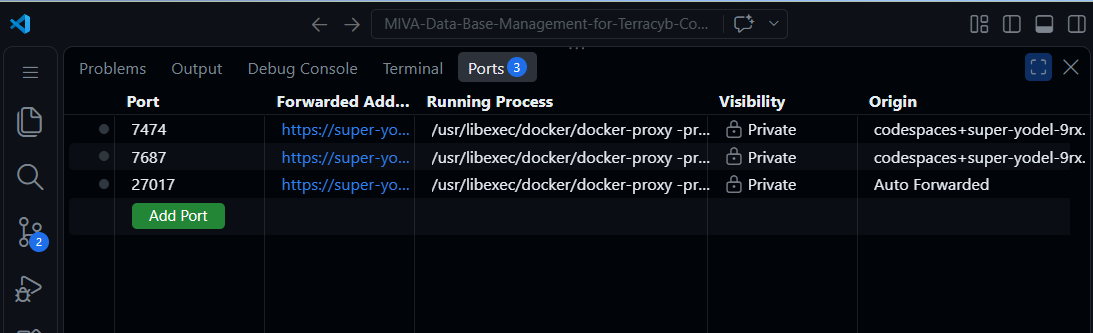 MIVA-Data-Base-Management-for-Terracyb-Co...
Problems Output Debug Console Terminal Ports 3
Port Forwarded Add... Running Process Visibility Origin
7474 https://super-yo... /usr/libexec/docker/docker-proxy -pr... Private codespaces+super-yodel-9rx.
7687 https://super-yo... /usr/libexec/docker/docker-proxy -pr... Private codespaces+super-yodel-9rx.
27017 https://super-yo... /usr/libexec/docker/docker-proxy -pr... Private Auto Forwarded
Add Port
2